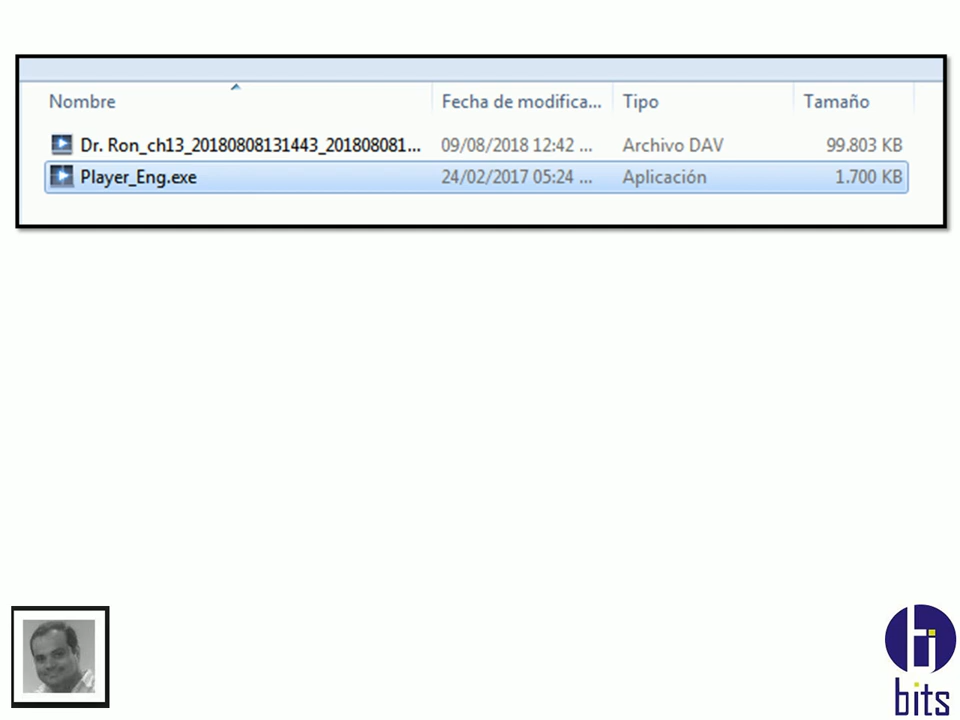 Nombre Fecha de modifica... Tipo Tamaño
Dr. Ron_ch13_20180808131443_201808081... 09/08/2018 12:42 ... Archivo DAV 99.803 KB
Player_Eng.exe 24/02/2017 05:24 ... Aplicación 1.700 KB
bits